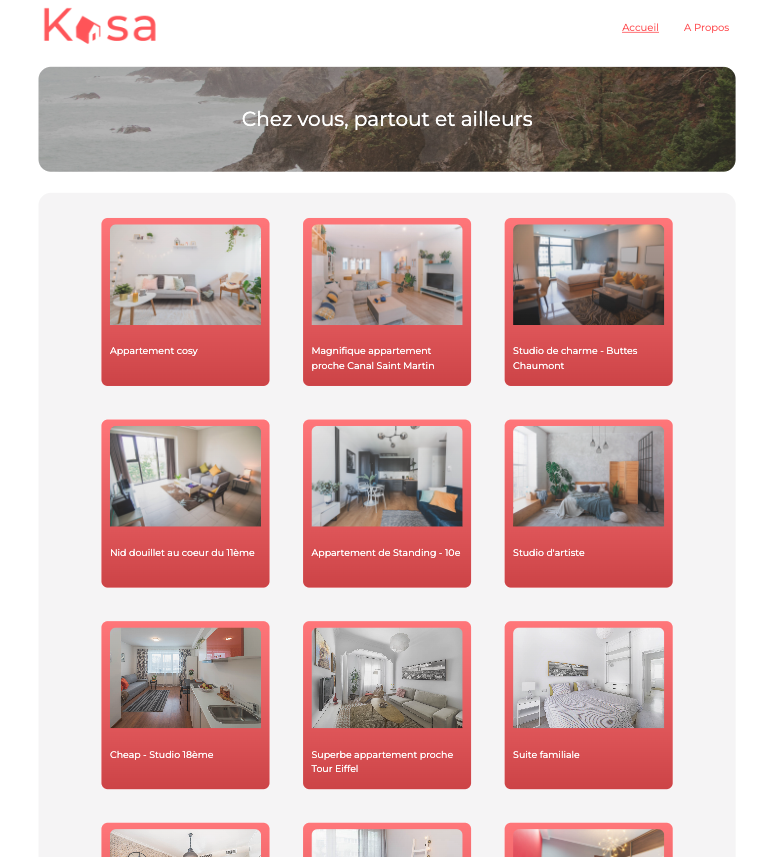 Kasa
Accueil
A Propos
Chez vous, partout et ailleurs
Appartement cosy
Magnifique appartement
proche Canal Saint Martin
Studio de charme - Buttes
Chaumont
Nid douillet au coeur du 11ème
Appartement de Standing - 10e
Studio d'artiste
Cheap - Studio 18ème
Superbe appartement proche
Tour Eiffel
Suite familiale